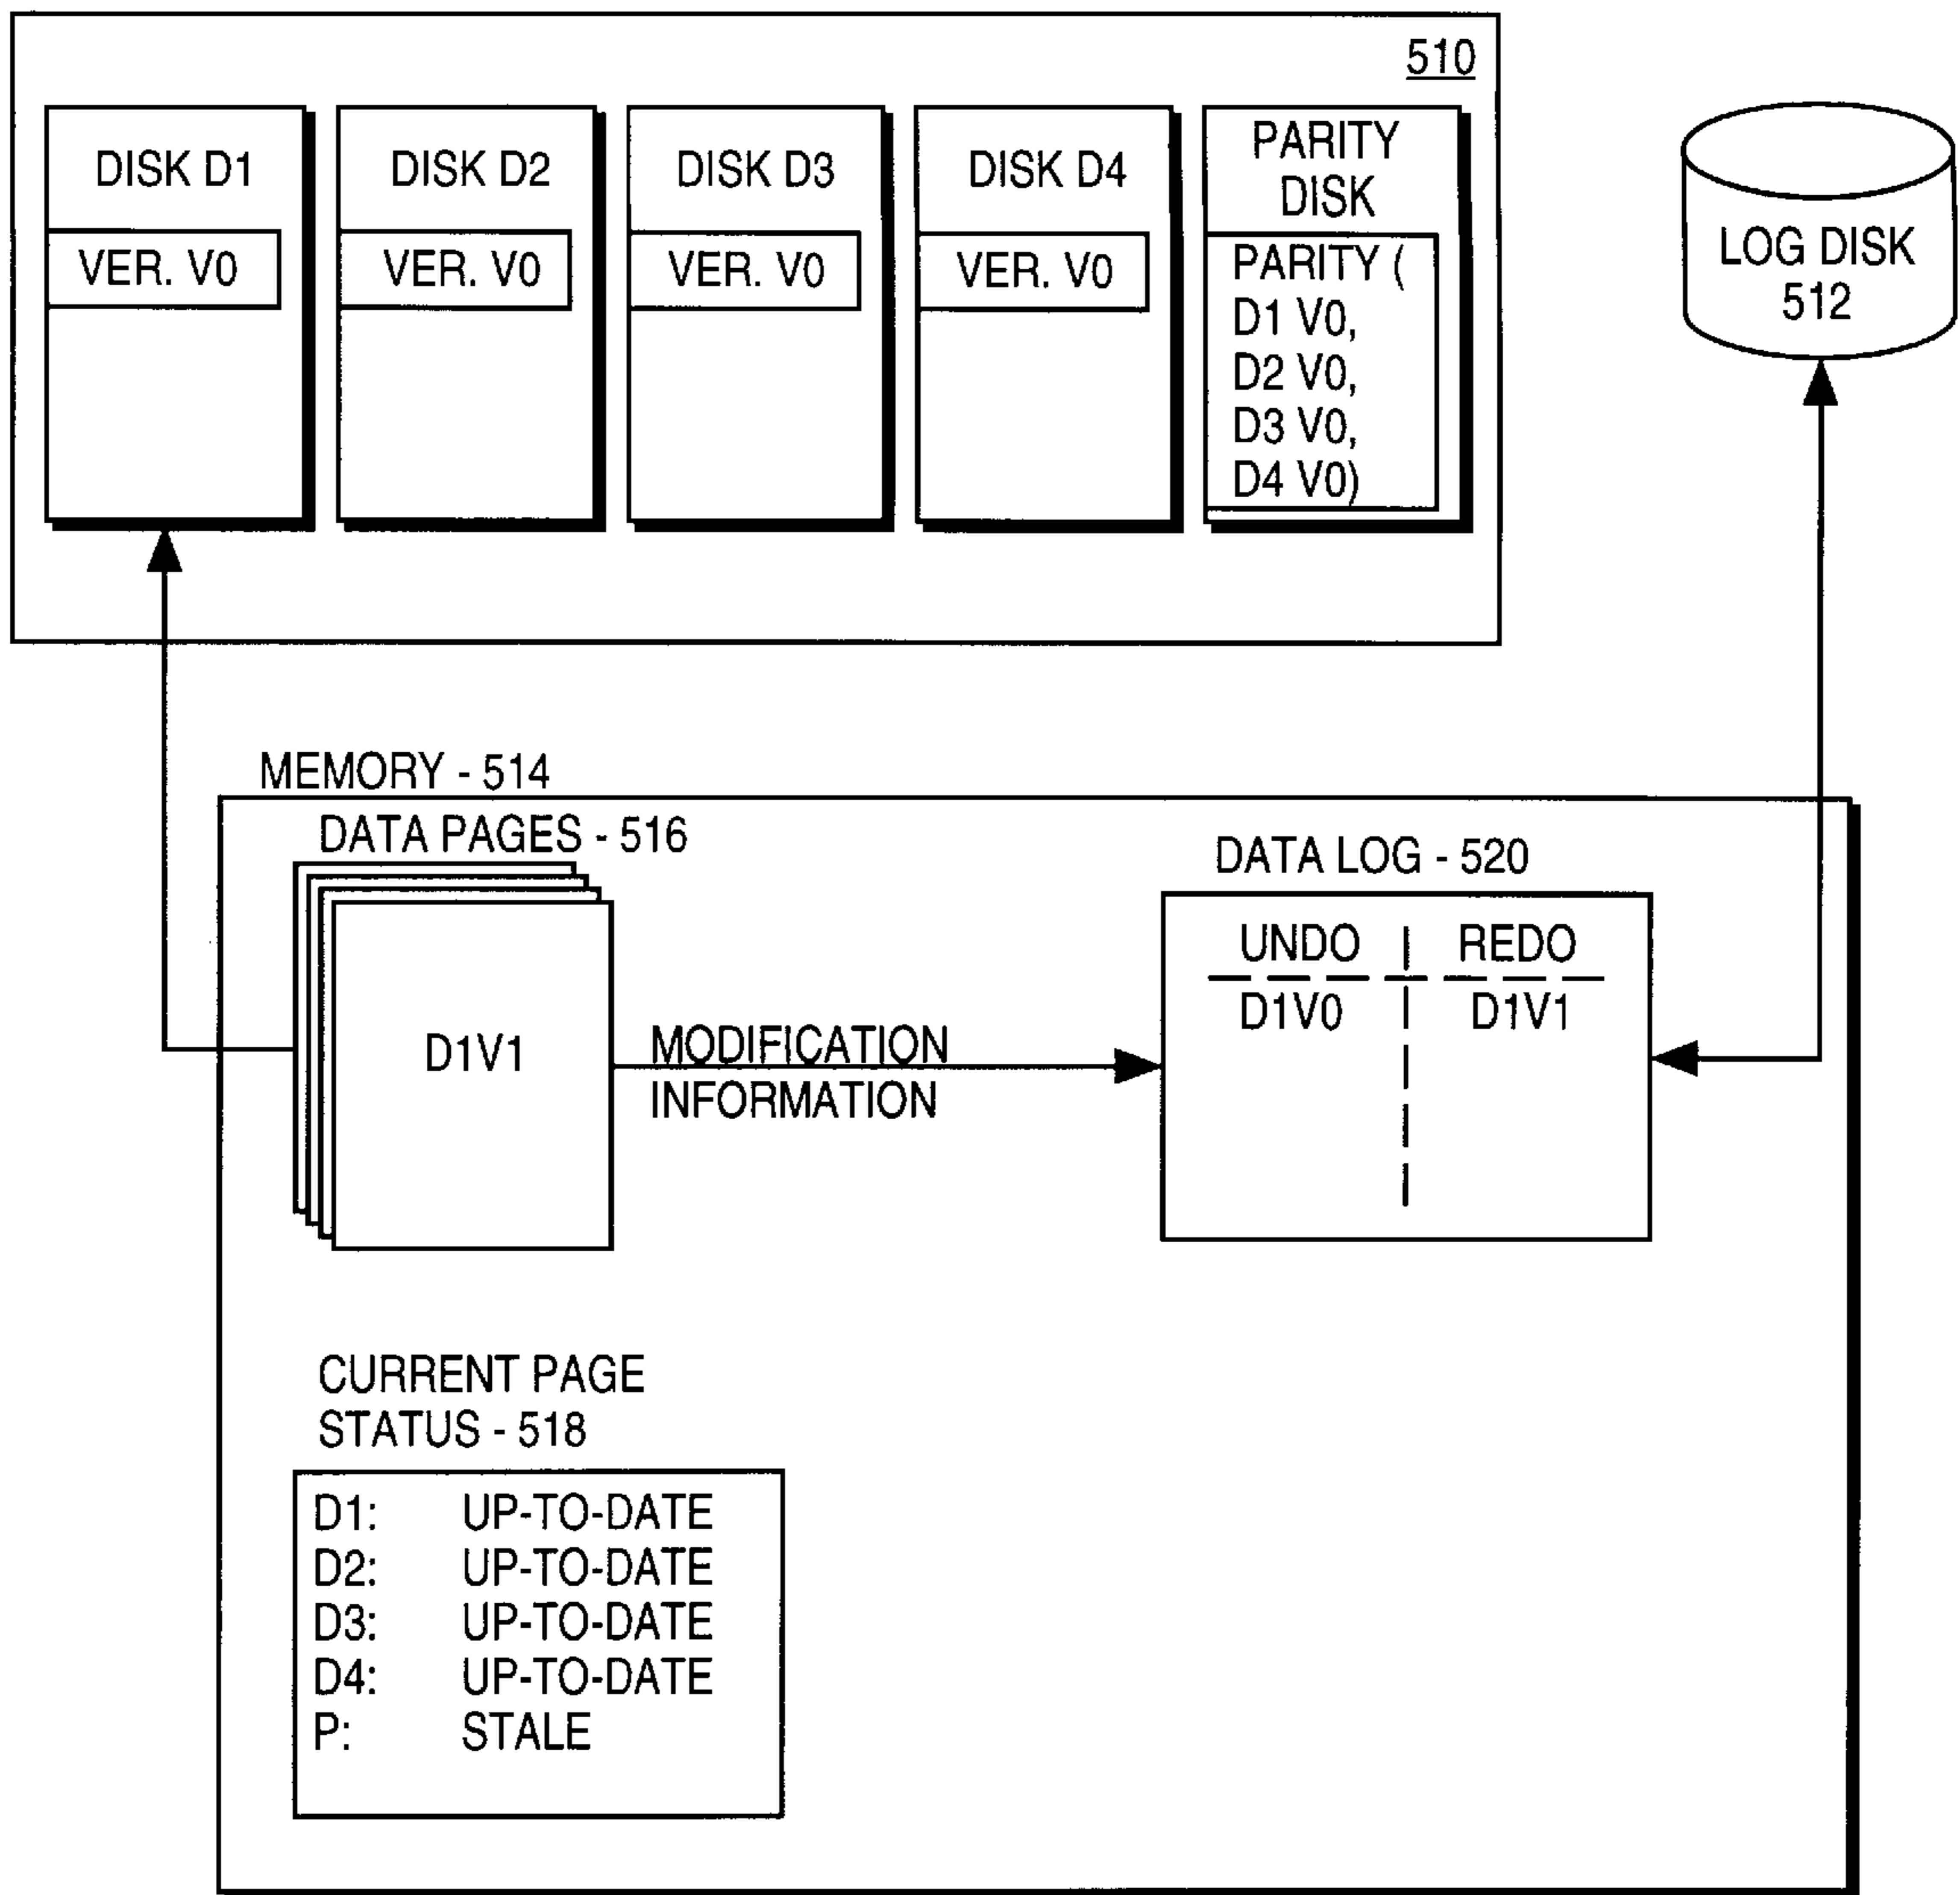 510
DISK D1
VER. V0
DISK D2
VER. V0
DISK D3
VER. V0
DISK D4
VER. V0
PARITY
DISK
PARITY (
D1 V0,
D2 V0,
D3 V0,
D4 V0)
LOG DISK
512
MEMORY - 514
DATA PAGES - 516
D1V1
MODIFICATION
INFORMATION
DATA LOG - 520
UNDO REDO
D1V0 D1V1
CURRENT PAGE
STATUS - 518
D1: UP-TO-DATE
D2: UP-TO-DATE
D3: UP-TO-DATE
D4: UP-TO-DATE
P: STALE